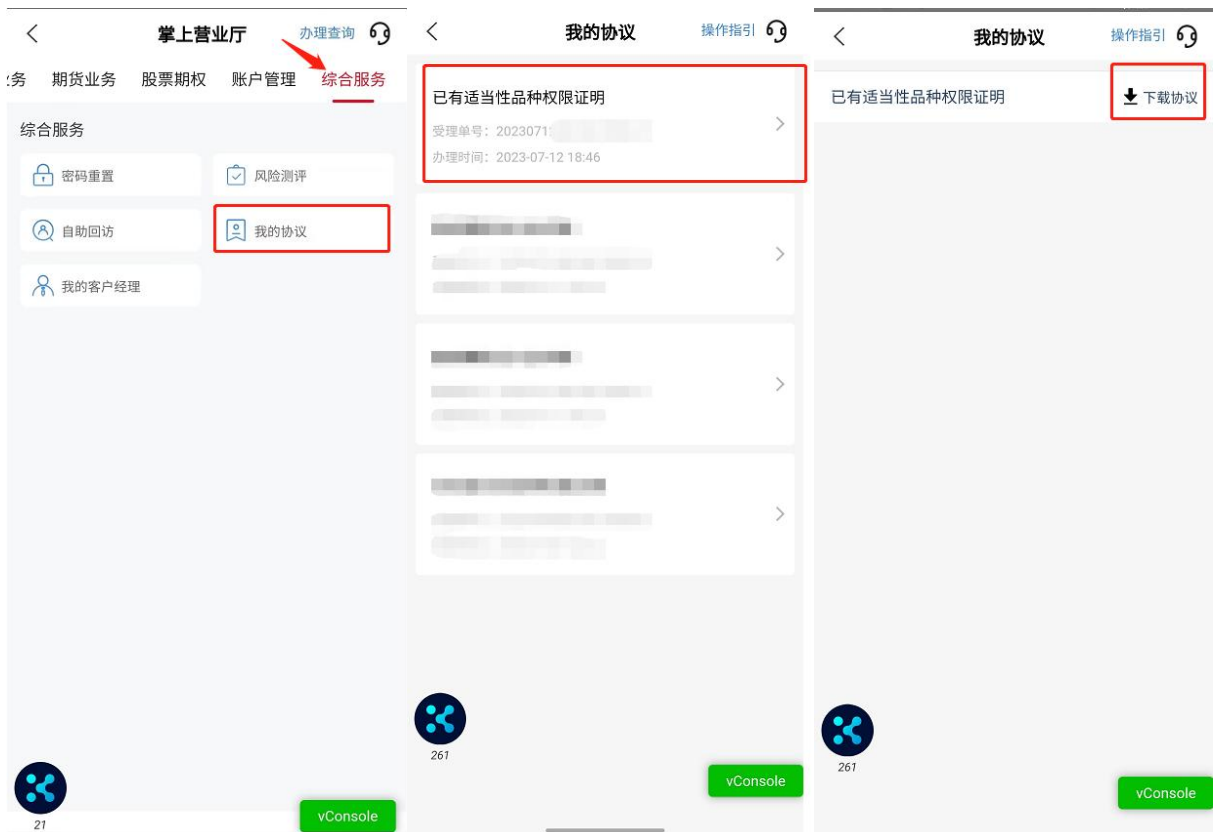 掌上营业厅
办理查询
务 期货业务 股票期权 账户管理 综合服务
综合服务
密码重置
风险测评
自助回访
我的协议
我的客户经理
21
vConsole
我的协议
操作指引
已有适当性品种权限证明
受理单号：2023071
办理时间：2023-07-12 18:46
261
vConsole
我的协议
操作指引
已有适当性品种权限证明
下载协议
261
vConsole